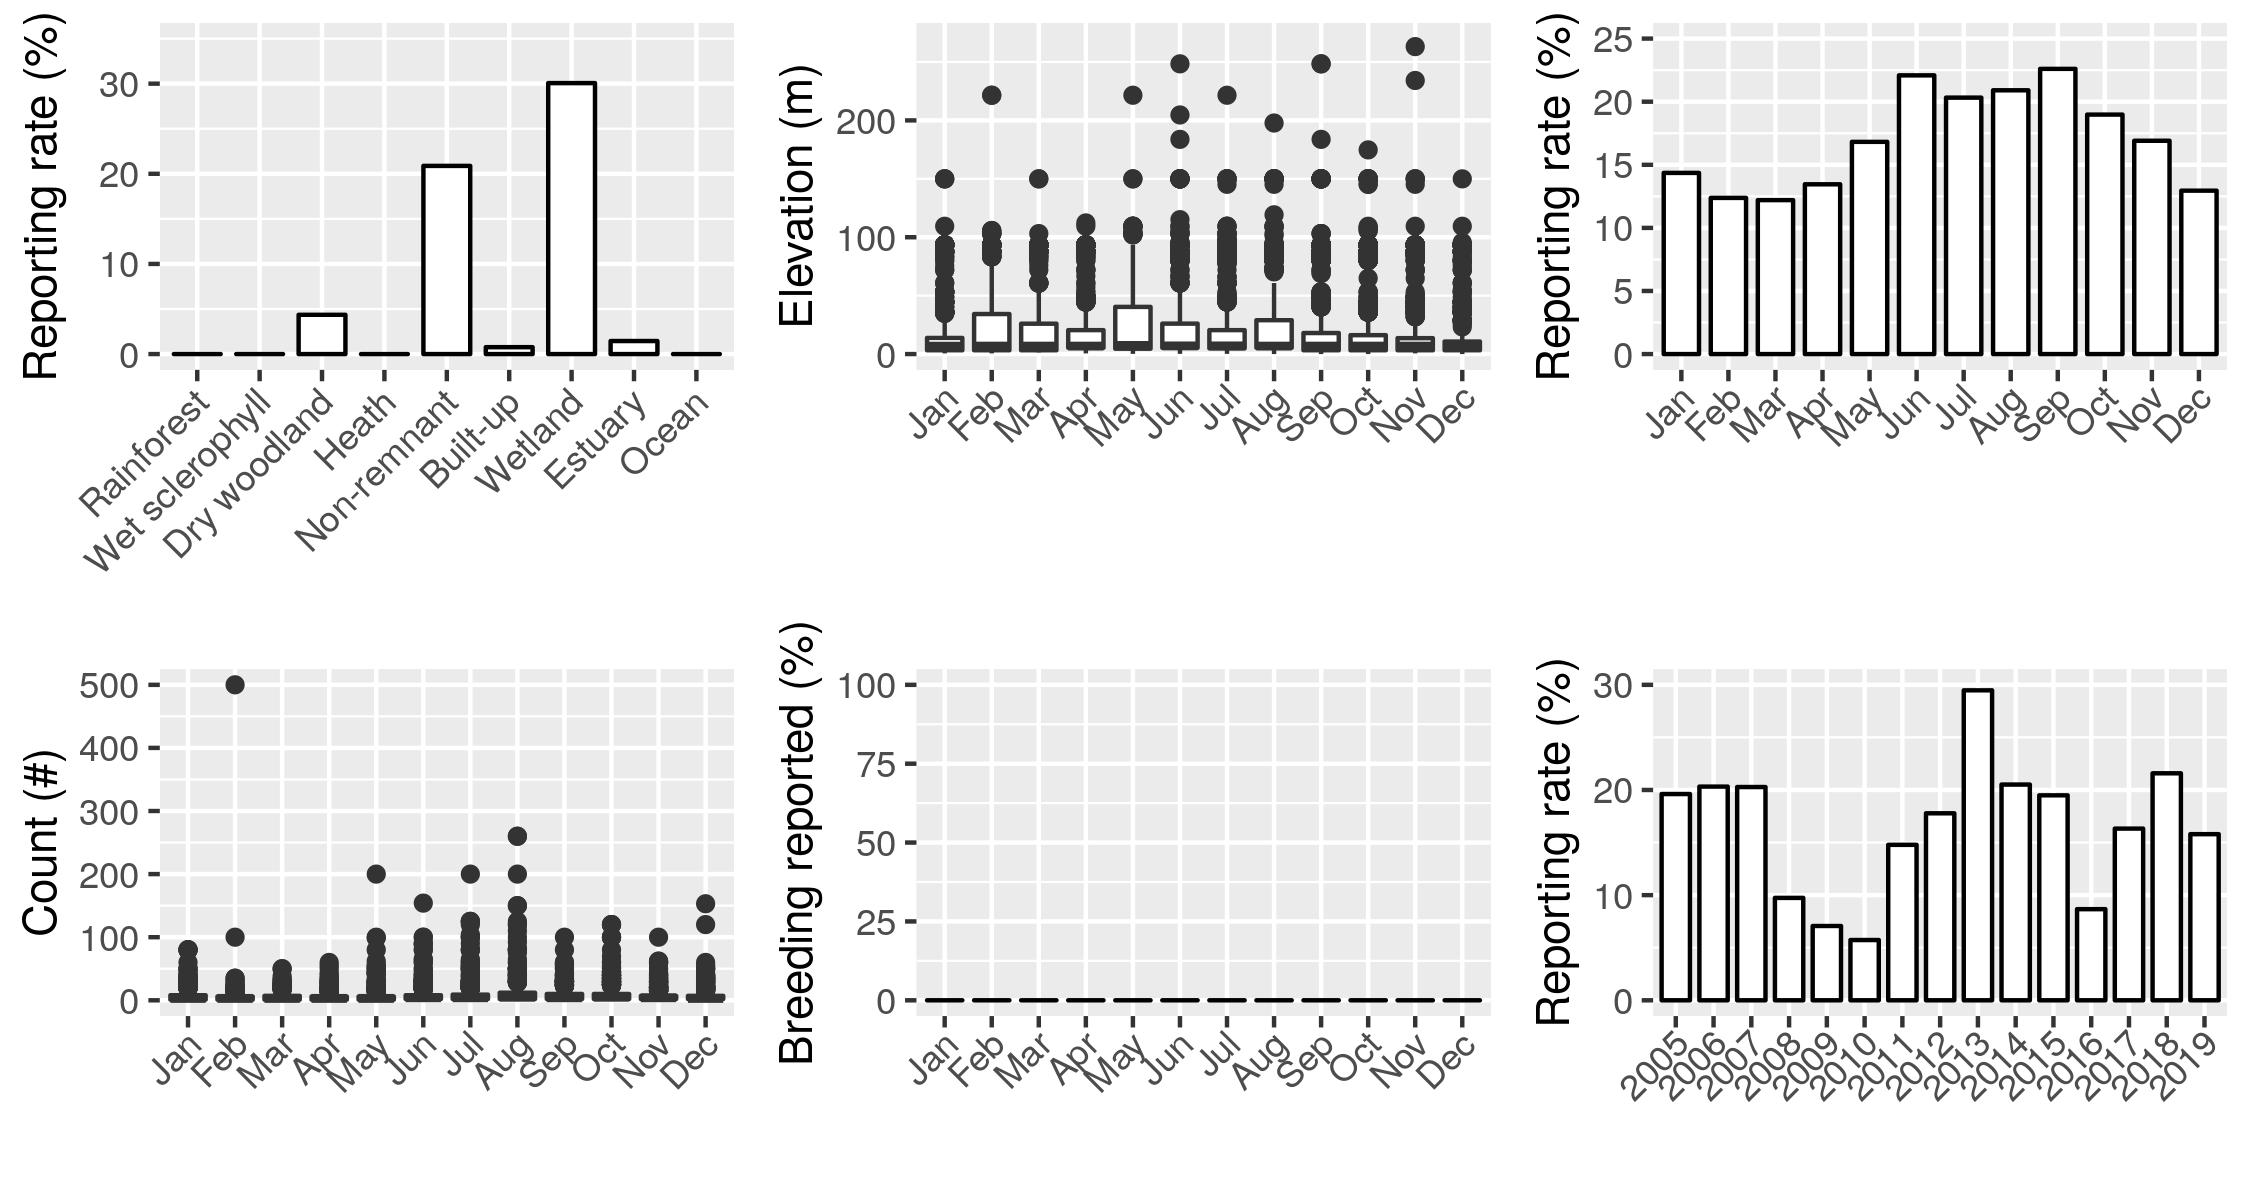 Reporting rate (%)
30
20
10
0
Rainforest
Wet sclerophyll
Dry woodland
Heath
Non-remnant
Built-up
Wetland
Estuary
Ocean
Elevation (m)
200
100
0
Jan
Feb
Mar
Apr
May
Jun
Jul
Aug
Sep
Oct
Nov
Dec
Reporting rate (%)
25
20
15
10
5
0
Jan
Feb
Mar
Apr
May
Jun
Jul
Aug
Sep
Oct
Nov
Dec
Count (#)
500
400
300
200
100
0
Jan
Feb
Mar
Apr
May
Jun
Jul
Aug
Sep
Oct
Nov
Dec
Breeding reported (%)
100
75
50
25
0
Jan
Feb
Mar
Apr
May
Jun
Jul
Aug
Sep
Oct
Nov
Dec
Reporting rate (%)
30
20
10
0
2005
2006
2007
2008
2009
2010
2011
2012
2013
2014
2015
2016
2017
2018
2019